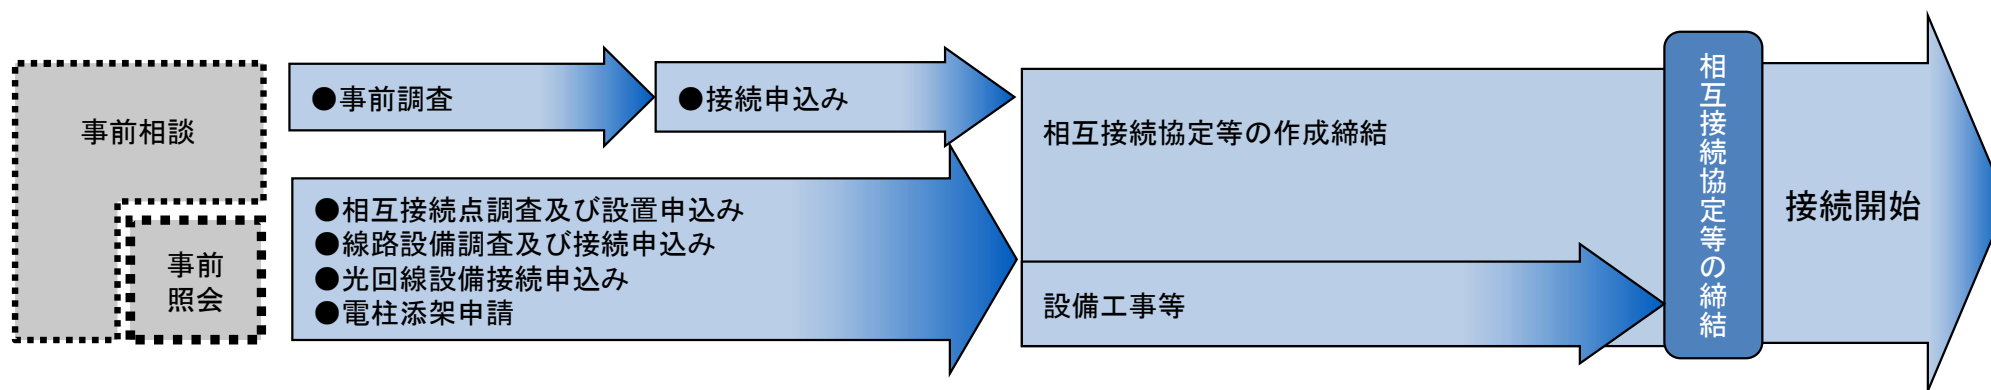 事前相談
事前
照会
●事前調査
●接続申込み
●相互接続点調査及び設置申込み
●線路設備調査及び接続申込み
●光回線設備接続申込み
●電柱添架申請
相互接続協定等の作成締結
設備工事等
相互接続協定等の締結
接続開始